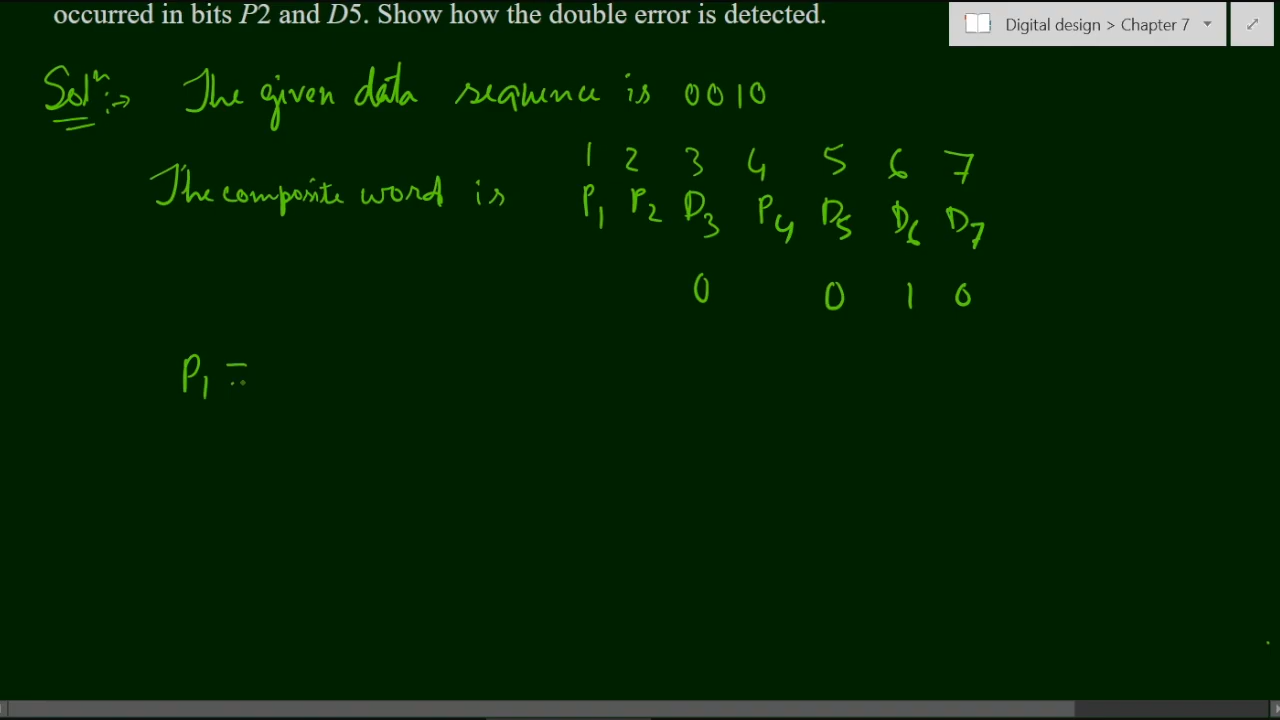 occurred in bits P2 and D5. Show how the double error is detected.
Digital design > Chapter 7
Solⁿ :→ The given data sequence is 0010
1 2 3 4 5 6 7
The composite word is P₁ P₂ D₃ P₄ D₅ D₆ D₇
0 0 1 0
P₁ =